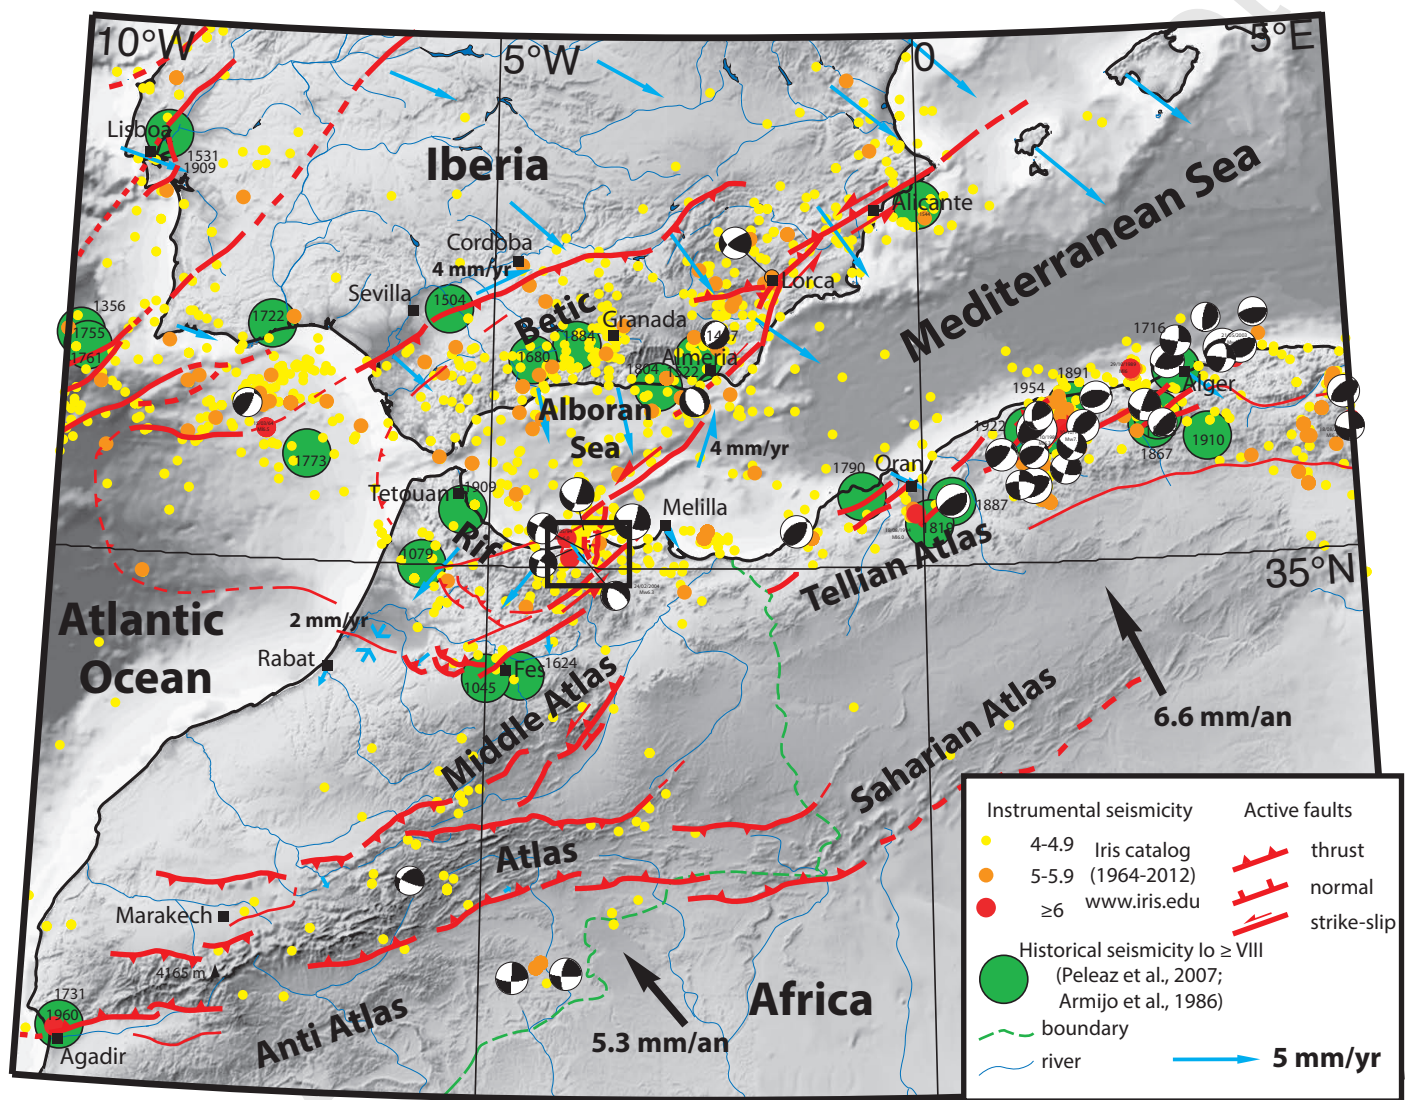 10°W
5°W
0
5°E
Lisboa
1531
1909
Iberia
Alicante
Mediterranean Sea
Cordoba
4 mm/yr
Sevilla
1504
Lorca
1356
1755
1761
1722
Betic
Granada
1884
1680
Almeria
1804
1522
1716
Alger
1891
1954
1922
1910
1867
Alboran
Sea
4 mm/yr
1773
1790
Oran
1887
1819
Tetouan
1909
Melilla
Rif
1079
Tellian Atlas
35°N
Atlantic
Ocean
2 mm/yr
Rabat
Fes
1624
1045
Middle Atlas
6.6 mm/an
Saharian Atlas
Atlas
Marakech
4165 m
1731
1960
Agadir
Anti Atlas
Africa
5.3 mm/an
Instrumental seismicity
4-4.9
5-5.9
≥6
Iris catalog
(1964-2012)
www.iris.edu
Active faults
thrust
normal
strike-slip
Historical seismicity Io ≥ VIII
(Peleaz et al., 2007;
Armijo et al., 1986)
boundary
river
5 mm/yr